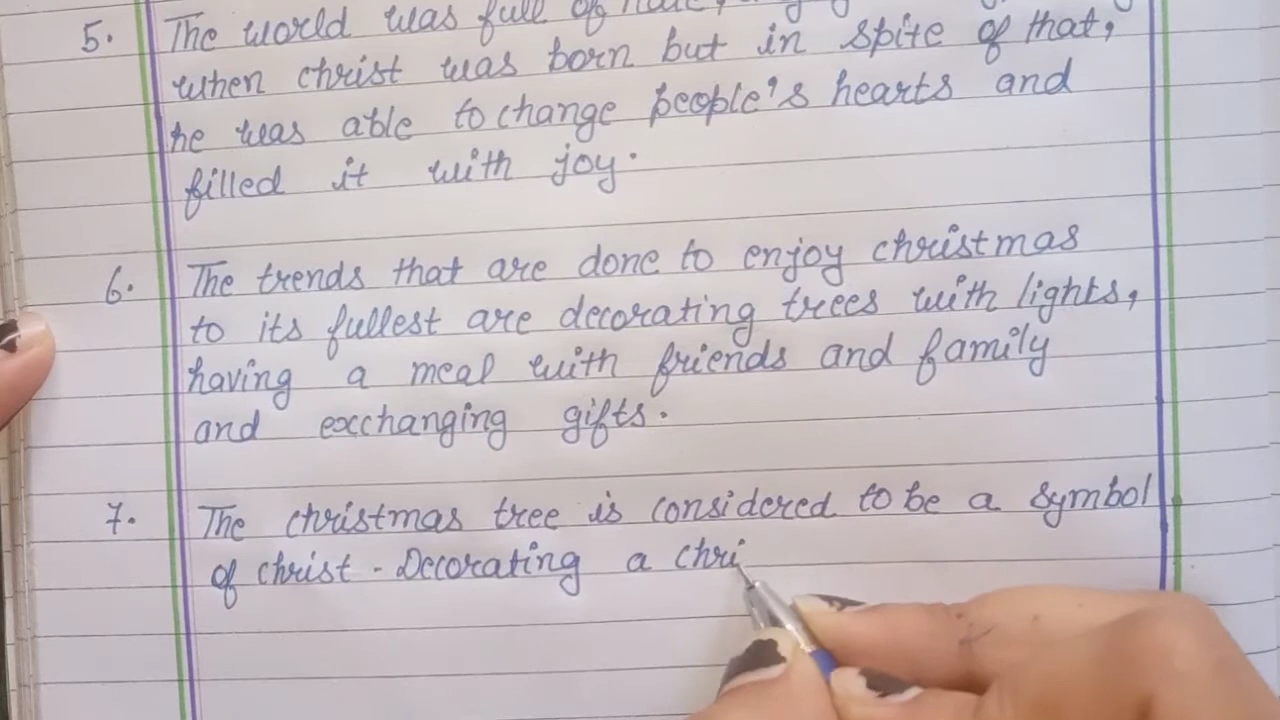 5. The world was full of
when christ was born but in spite of that,
he was able to change people's hearts and
filled it with joy.
6. The trends that are done to enjoy christmas
to its fullest are decorating trees with lights,
having a meal with friends and family
and exchanging gifts.
7. The christmas tree is considered to be a symbol
of christ. Decorating a chri